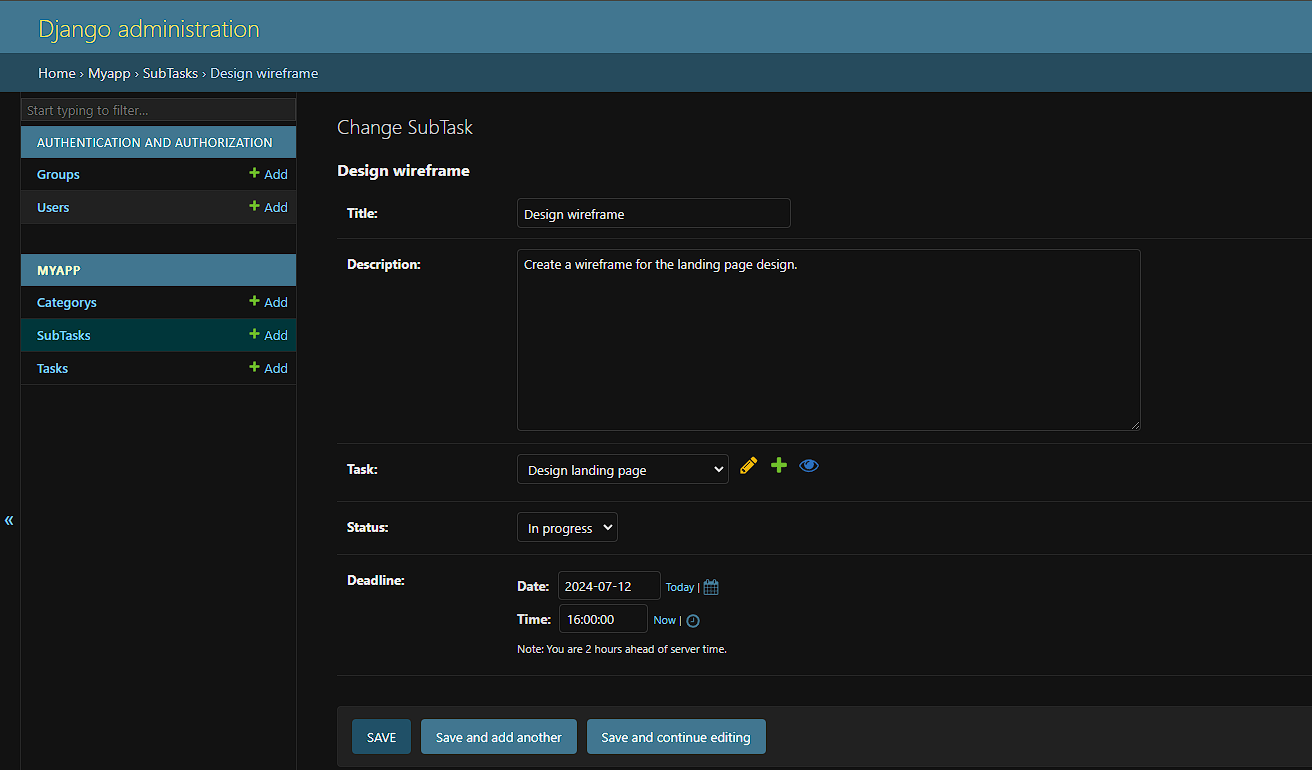 Django administration
Home › Myapp › SubTasks › Design wireframe
Start typing to filter...
AUTHENTICATION AND AUTHORIZATION
Groups + Add
Users + Add
MYAPP
Categorys + Add
SubTasks + Add
Tasks + Add
«
Change SubTask
Design wireframe
Title: Design wireframe
Description: Create a wireframe for the landing page design.
Task: Design landing page
Status: In progress
Deadline:
Date: 2024-07-12 Today |
Time: 16:00:00 Now |
Note: You are 2 hours ahead of server time.
SAVE Save and add another Save and continue editing